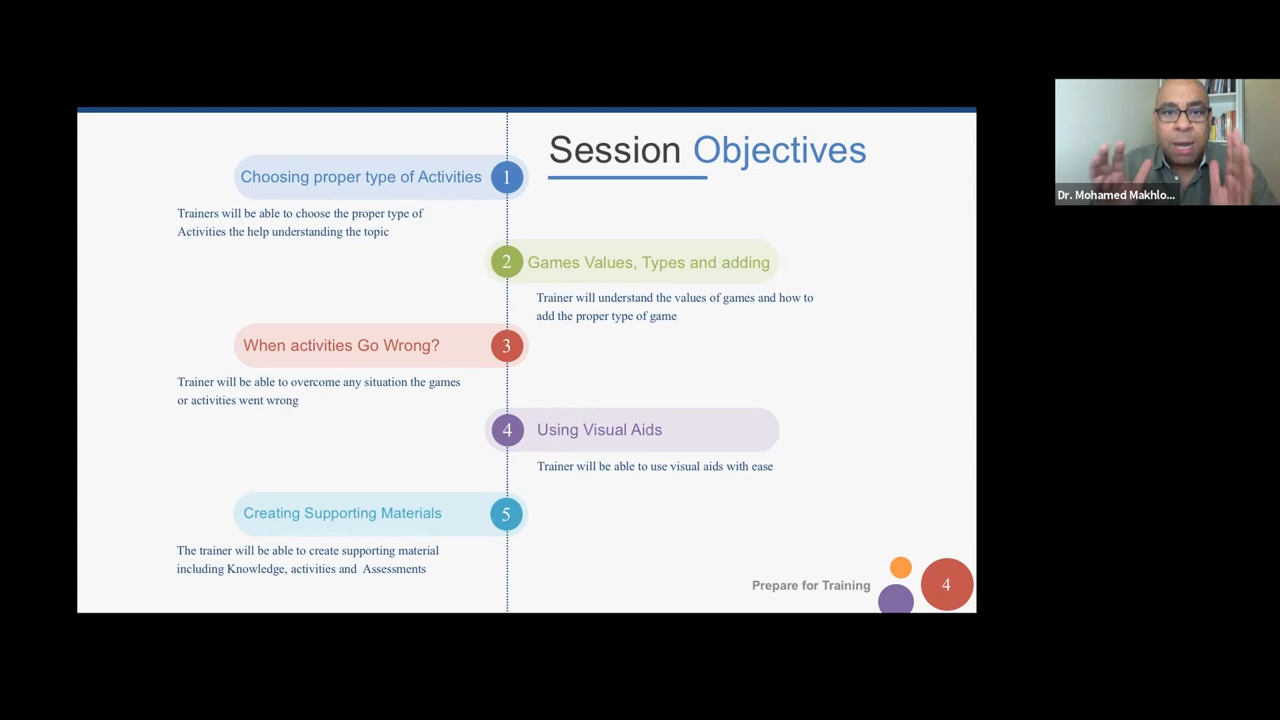 Session Objectives
Choosing proper type of Activities
1
Trainers will be able to choose the proper type of
Activities the help understanding the topic
2
Games Values, Types and adding
Trainer will understand the values of games and how to
add the proper type of game
When activities Go Wrong?
3
Trainer will be able to overcome any situation the games
or activities went wrong
4
Using Visual Aids
Trainer will be able to use visual aids with ease
Creating Supporting Materials
5
The trainer will be able to create supporting material
including Knowledge, activities and Assessments
Prepare for Training
4
Dr. Mohamed Makhlo...